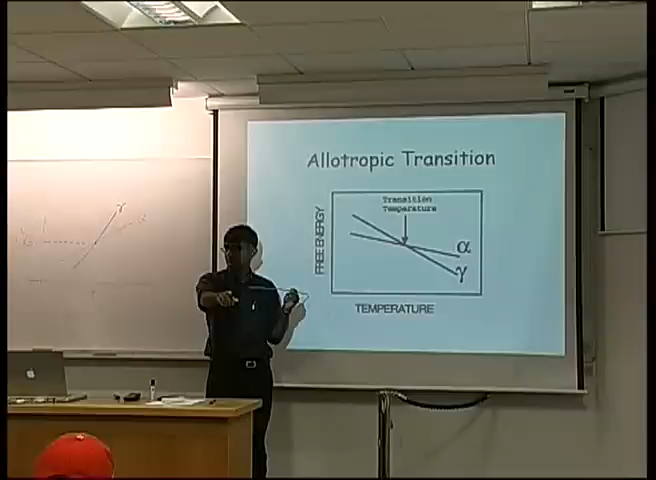 Allotropic Transition
Transition
Temperature
FREE ENERGY
α
γ
TEMPERATURE
γ